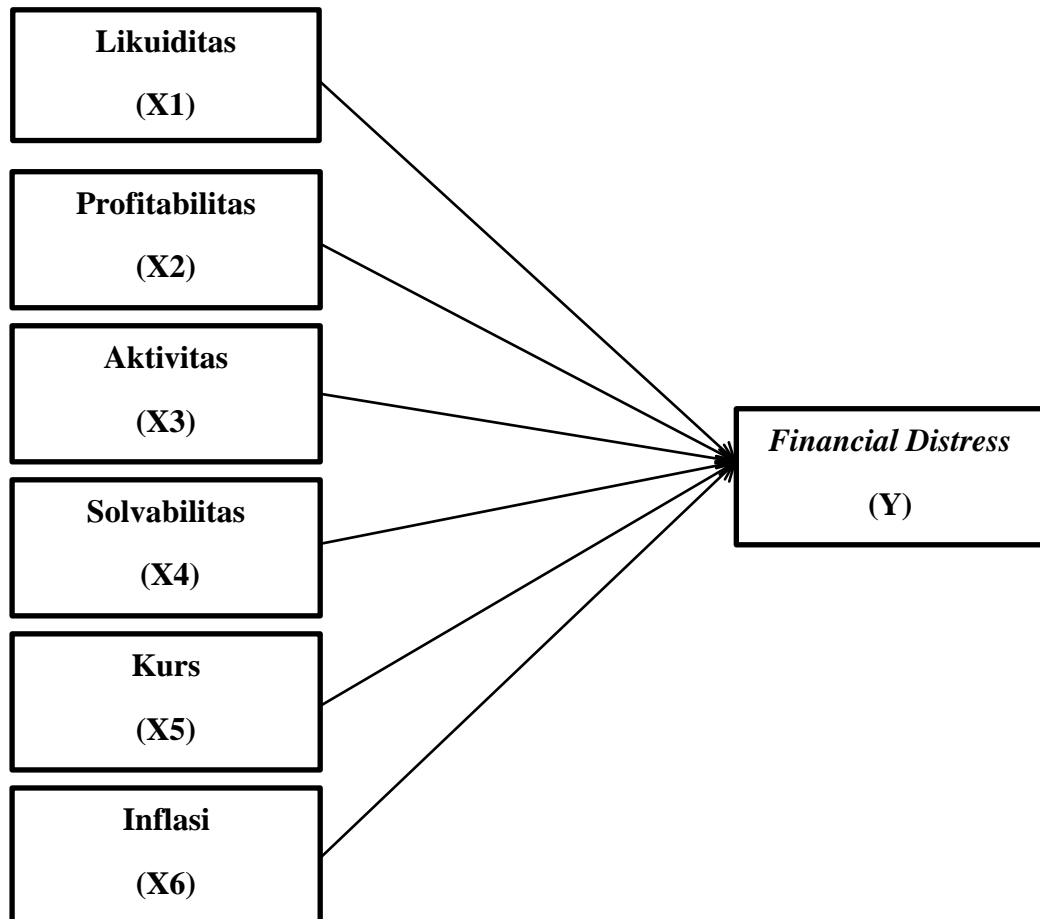 Likuiditas
(X1)
Profitabilitas
(X2)
Aktivitas
(X3)
Solvabilitas
(X4)
Kurs
(X5)
Inflasi
(X6)
Financial Distress
(Y)